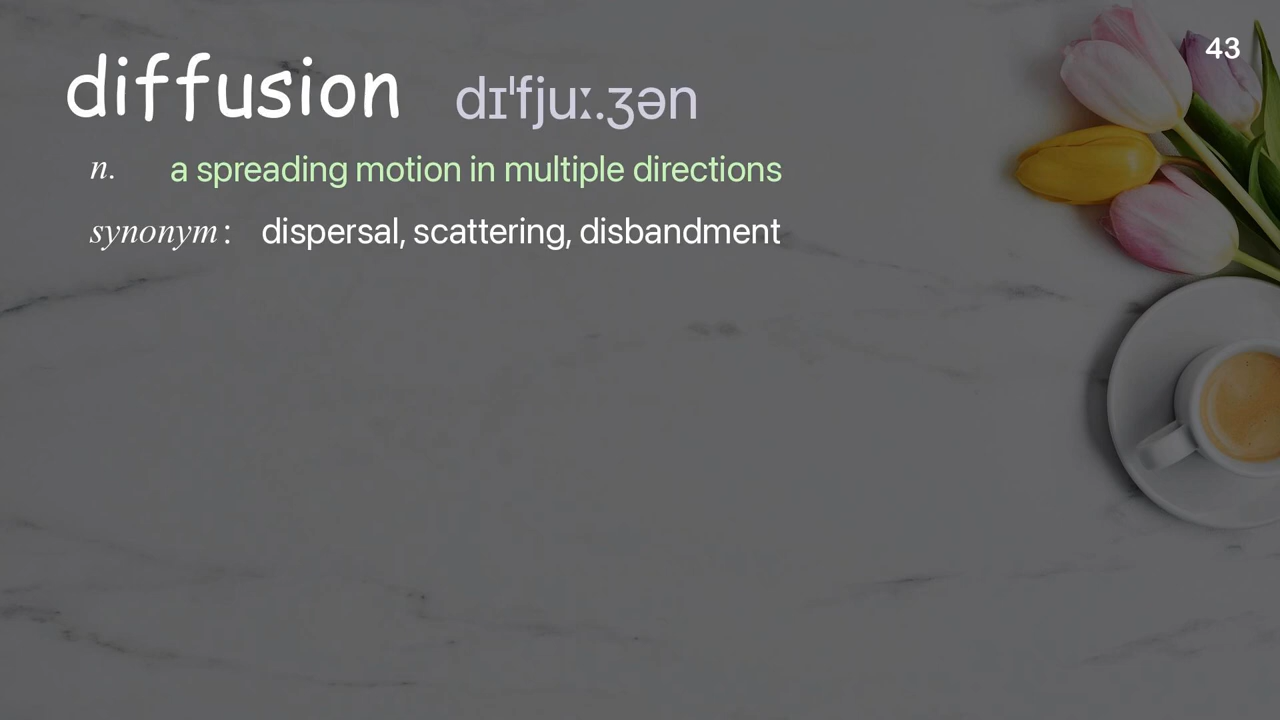 43
diffusion dɪˈfjuː.ʒən
n. a spreading motion in multiple directions
synonym: dispersal, scattering, disbandment